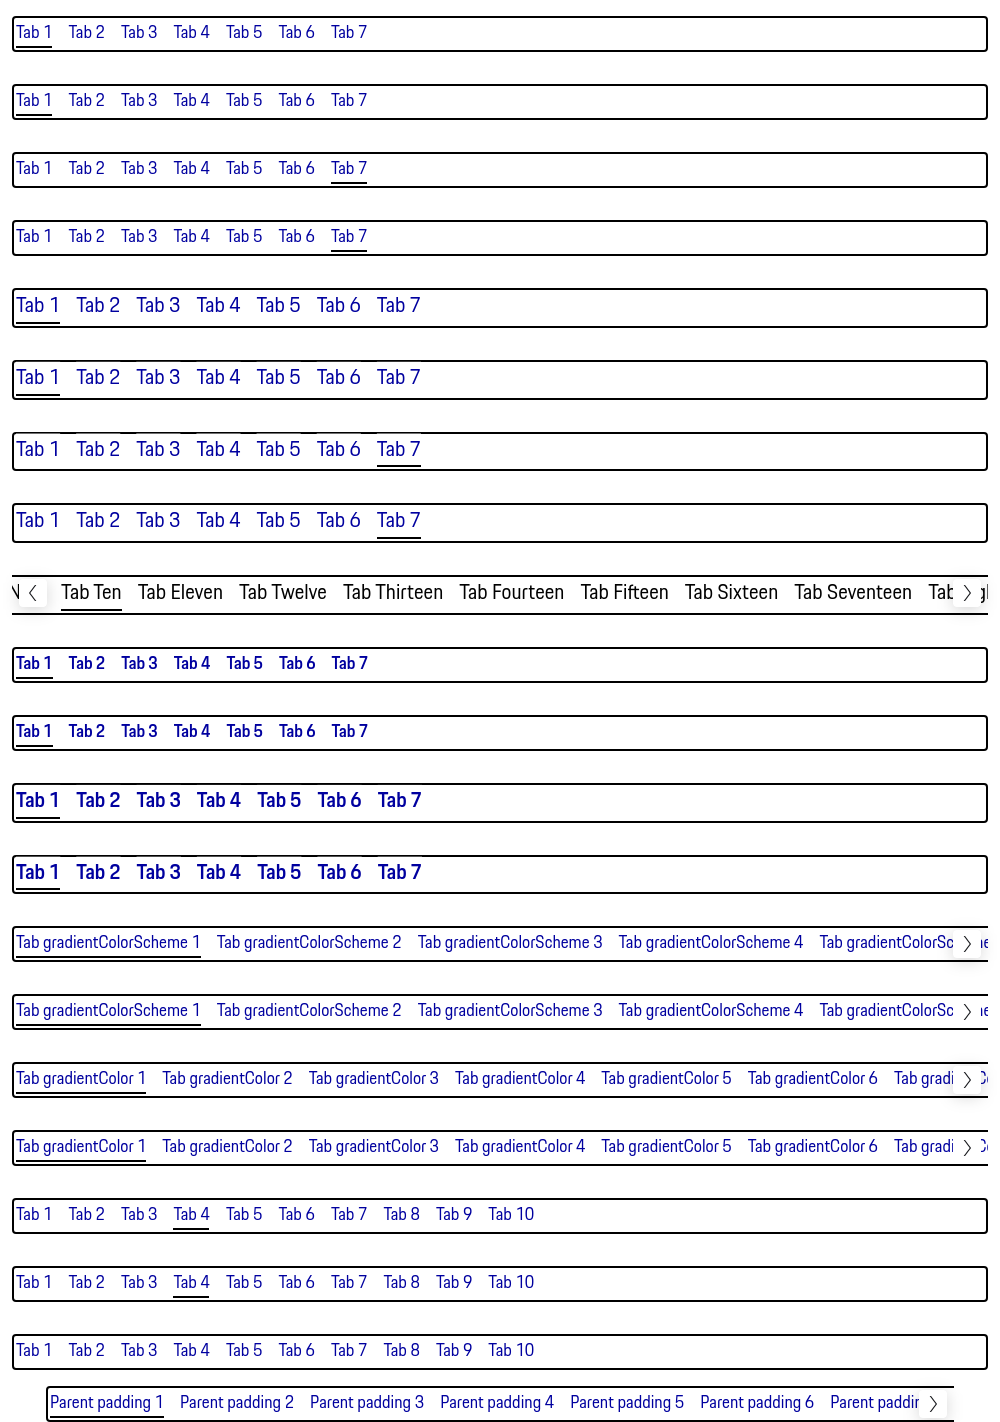 Tab 1 Tab 2 Tab 3 Tab 4 Tab 5 Tab 6 Tab 7
Tab 1 Tab 2 Tab 3 Tab 4 Tab 5 Tab 6 Tab 7
Tab 1 Tab 2 Tab 3 Tab 4 Tab 5 Tab 6 Tab 7
Tab 1 Tab 2 Tab 3 Tab 4 Tab 5 Tab 6 Tab 7
Tab 1 Tab 2 Tab 3 Tab 4 Tab 5 Tab 6 Tab 7
Tab 1 Tab 2 Tab 3 Tab 4 Tab 5 Tab 6 Tab 7
Tab 1 Tab 2 Tab 3 Tab 4 Tab 5 Tab 6 Tab 7
Tab 1 Tab 2 Tab 3 Tab 4 Tab 5 Tab 6 Tab 7
Tab Ten Tab Eleven Tab Twelve Tab Thirteen Tab Fourteen Tab Fifteen Tab Sixteen Tab Seventeen Tab
Tab 1 Tab 2 Tab 3 Tab 4 Tab 5 Tab 6 Tab 7
Tab 1 Tab 2 Tab 3 Tab 4 Tab 5 Tab 6 Tab 7
Tab 1 Tab 2 Tab 3 Tab 4 Tab 5 Tab 6 Tab 7
Tab 1 Tab 2 Tab 3 Tab 4 Tab 5 Tab 6 Tab 7
Tab gradientColorScheme 1 Tab gradientColorScheme 2 Tab gradientColorScheme 3 Tab gradientColorScheme 4 Tab gradientColorSc
Tab gradientColorScheme 1 Tab gradientColorScheme 2 Tab gradientColorScheme 3 Tab gradientColorScheme 4 Tab gradientColorSc
Tab gradientColor 1 Tab gradientColor 2 Tab gradientColor 3 Tab gradientColor 4 Tab gradientColor 5 Tab gradientColor 6 Tab gradi
Tab gradientColor 1 Tab gradientColor 2 Tab gradientColor 3 Tab gradientColor 4 Tab gradientColor 5 Tab gradientColor 6 Tab gradi
Tab 1 Tab 2 Tab 3 Tab 4 Tab 5 Tab 6 Tab 7 Tab 8 Tab 9 Tab 10
Tab 1 Tab 2 Tab 3 Tab 4 Tab 5 Tab 6 Tab 7 Tab 8 Tab 9 Tab 10
Tab 1 Tab 2 Tab 3 Tab 4 Tab 5 Tab 6 Tab 7 Tab 8 Tab 9 Tab 10
Parent padding 1 Parent padding 2 Parent padding 3 Parent padding 4 Parent padding 5 Parent padding 6 Parent paddin